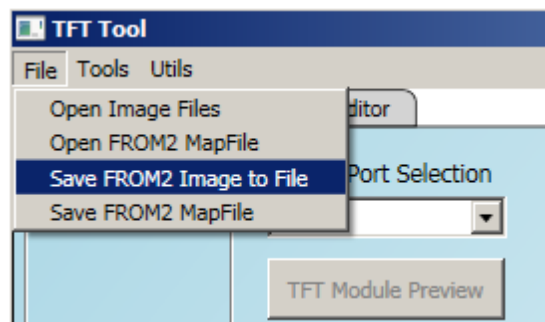 TFT Tool
File Tools Utils
Open Image Files
Open FROM2 MapFile
Save FROM2 Image to File
Save FROM2 MapFile
ditor
Port Selection
TFT Module Preview